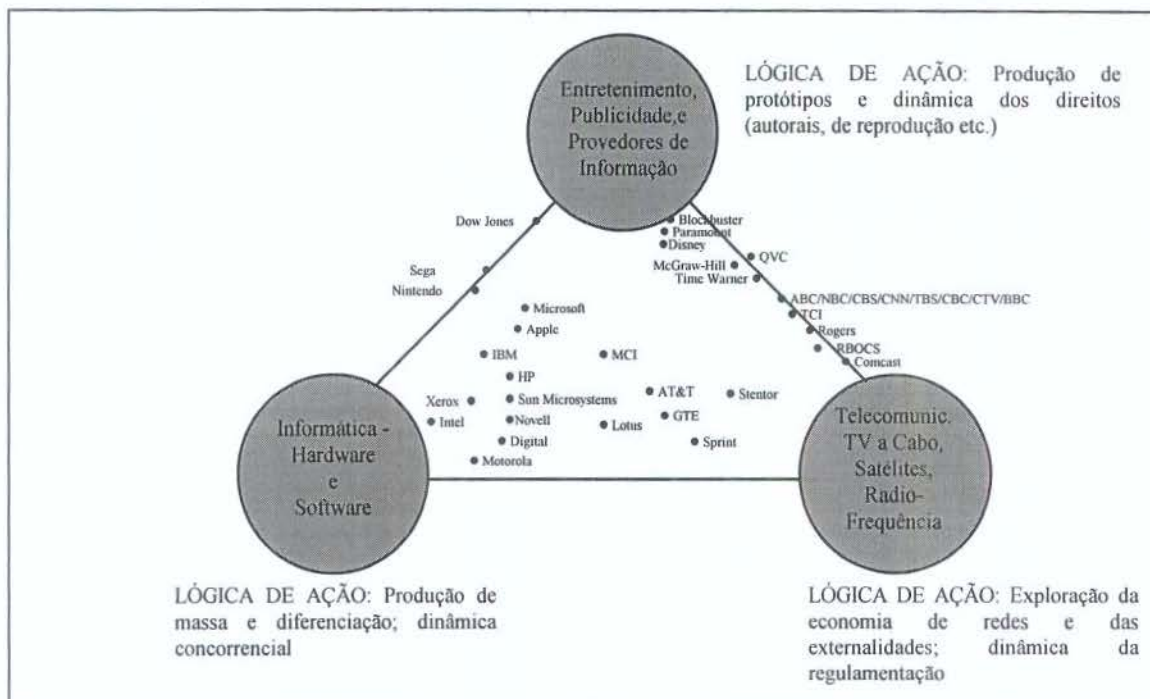 Entretenimento,
Publicidade,e
Provedores de
Informação
LÓGICA DE AÇÃO: Produção de
protótipos e dinâmica dos direitos
(autorais, de reprodução etc.)
Dow Jones
Blockbuster
Paramount
Disney
QVC
McGraw-Hill
Time Warner
Sega
Nintendo
ABC/NBC/CBS/CNN/TBS/CBC/CTV/BBC
TCI
Microsoft
Apple
Rogers
RBOCS
IBM
MCI
Comcast
HP
AT&T
Stentor
Xerox
Sun Microsystems
Intel
Novell
Lotus
GTE
Digital
Sprint
Motorola
Informática -
Hardware
e
Software
Telecomunic.
TV a Cabo,
Satélites,
Radio-
Frequência
LÓGICA DE AÇÃO: Produção de
massa e diferenciação; dinâmica
concorrencial
LÓGICA DE AÇÃO: Exploração da
economia de redes e das
externalidades; dinâmica da
regulamentação